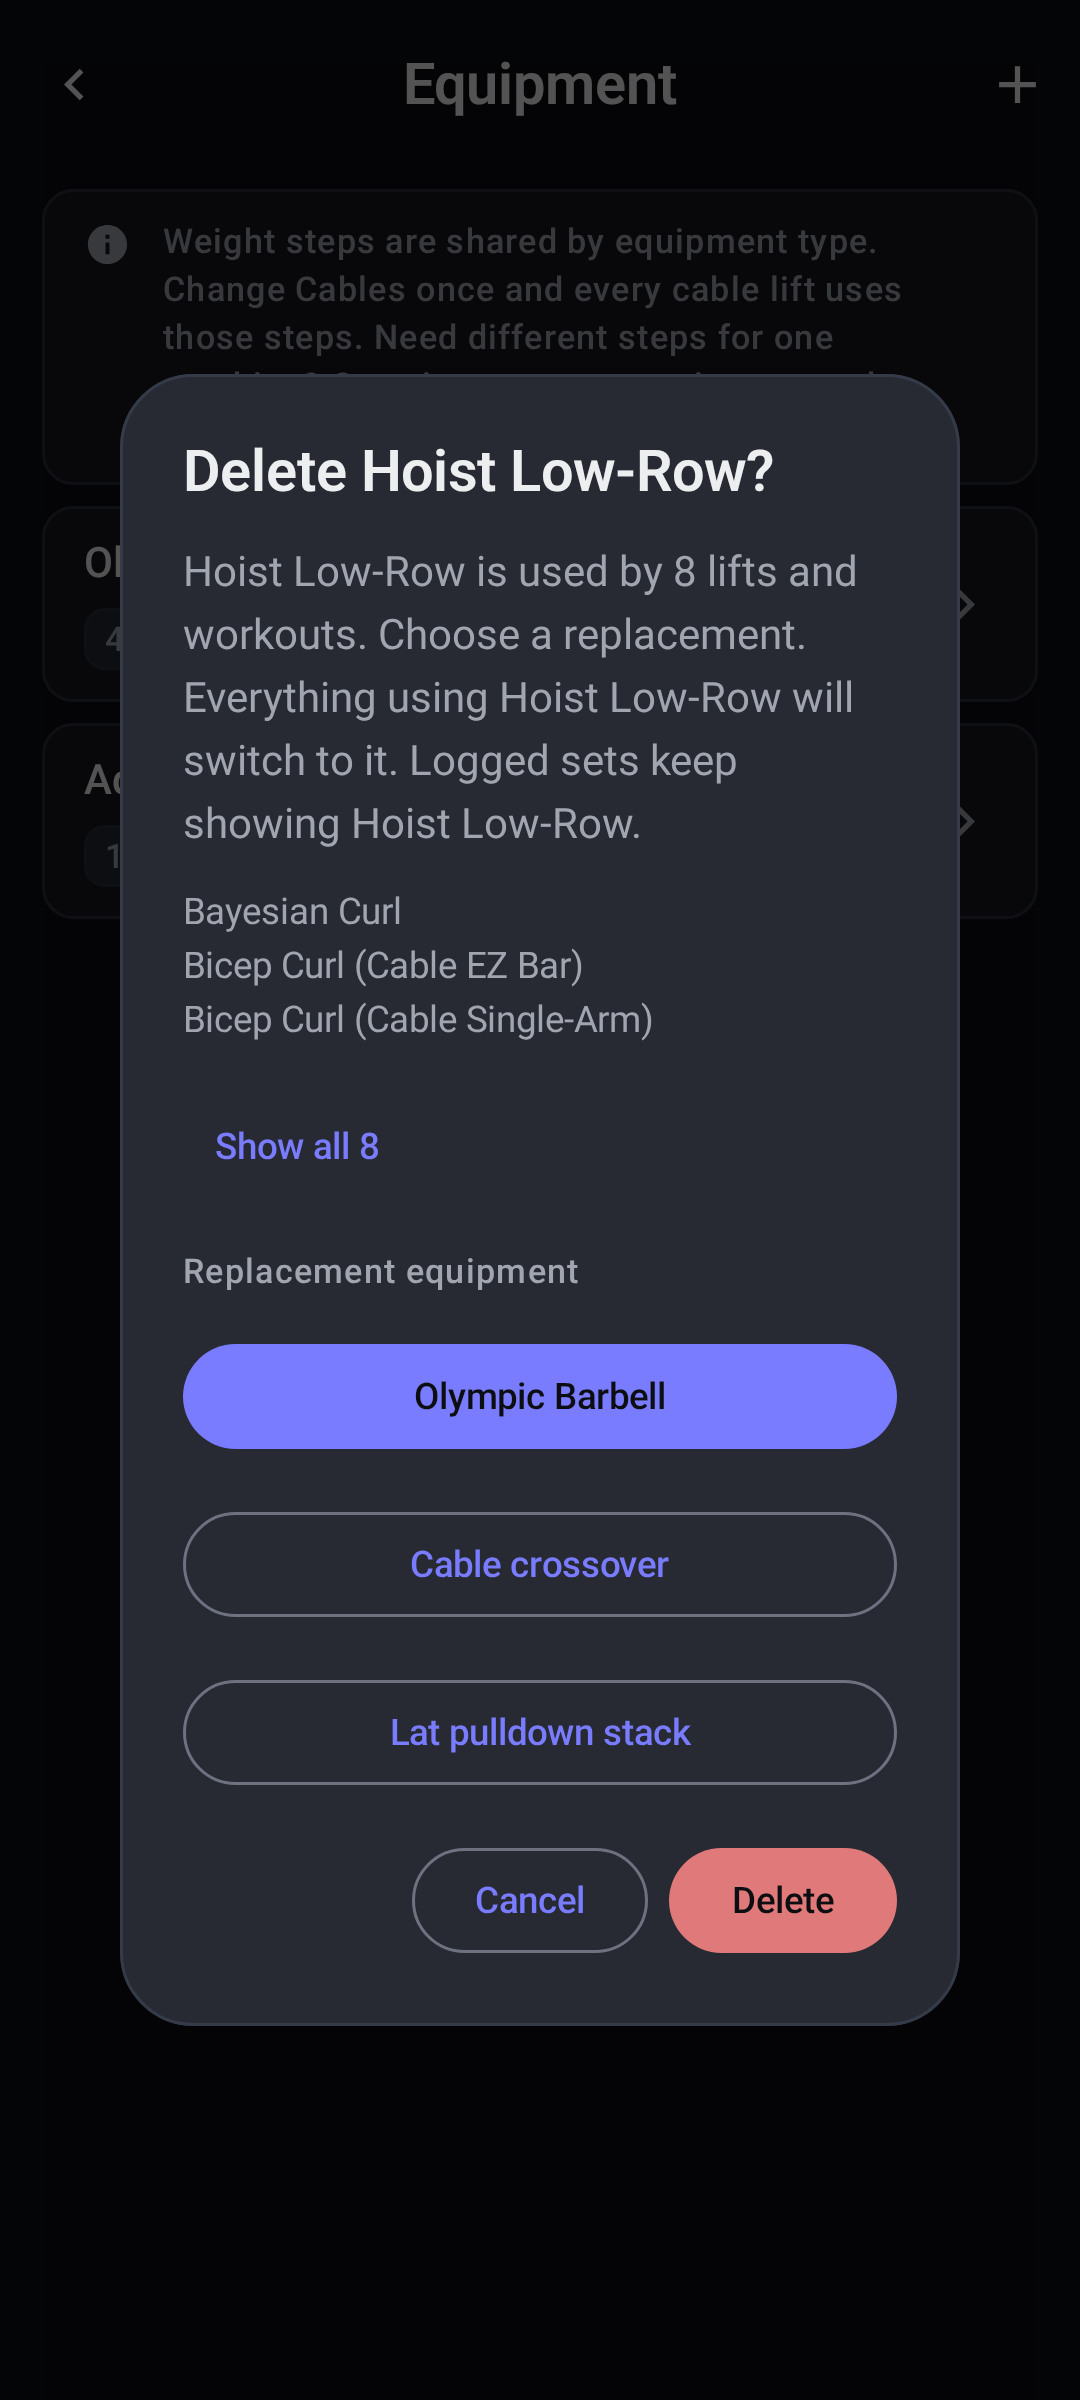 Equipment
Weight steps are shared by equipment type.
Change Cables once and every cable lift uses
those steps. Need different steps for one
Delete Hoist Low-Row?
Hoist Low-Row is used by 8 lifts and
workouts. Choose a replacement.
Everything using Hoist Low-Row will
switch to it. Logged sets keep
showing Hoist Low-Row.
Bayesian Curl
Bicep Curl (Cable EZ Bar)
Bicep Curl (Cable Single-Arm)
Show all 8
Replacement equipment
Olympic Barbell
Cable crossover
Lat pulldown stack
Cancel
Delete